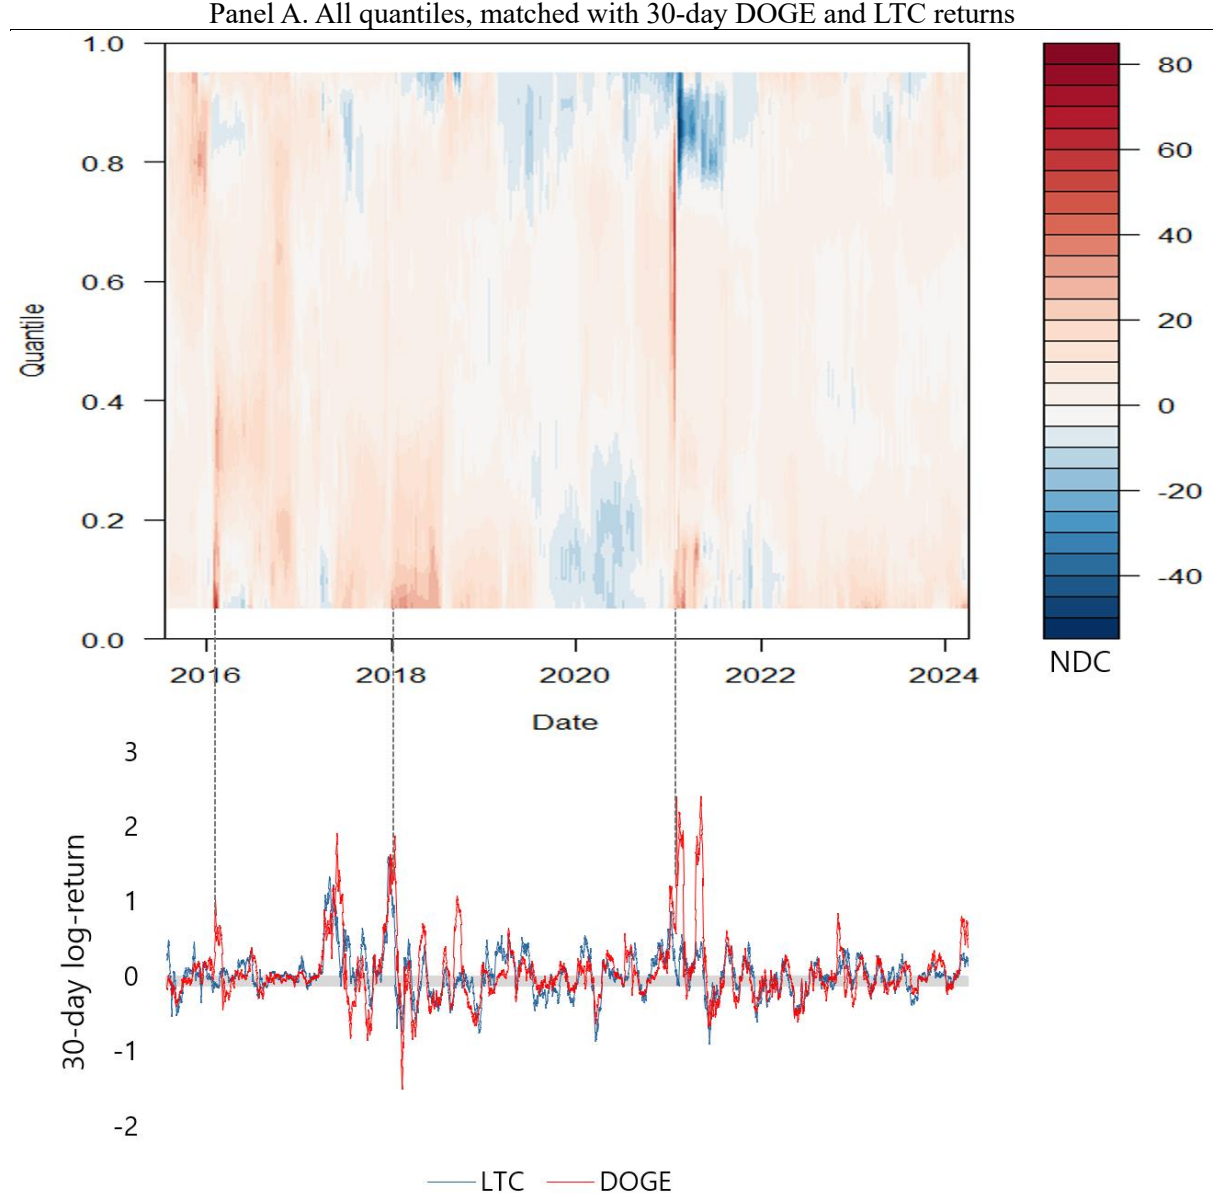 Panel A. All quantiles, matched with 30-day DOGE and LTC returns
1.0
0.8
0.6
0.4
0.2
0.0
Quantile
2016 2018 2020 2022 2024
Date
80
60
40
20
0
-20
-40
NDC
3
2
1
0
-1
-2
30-day log-return
LTC DOGE